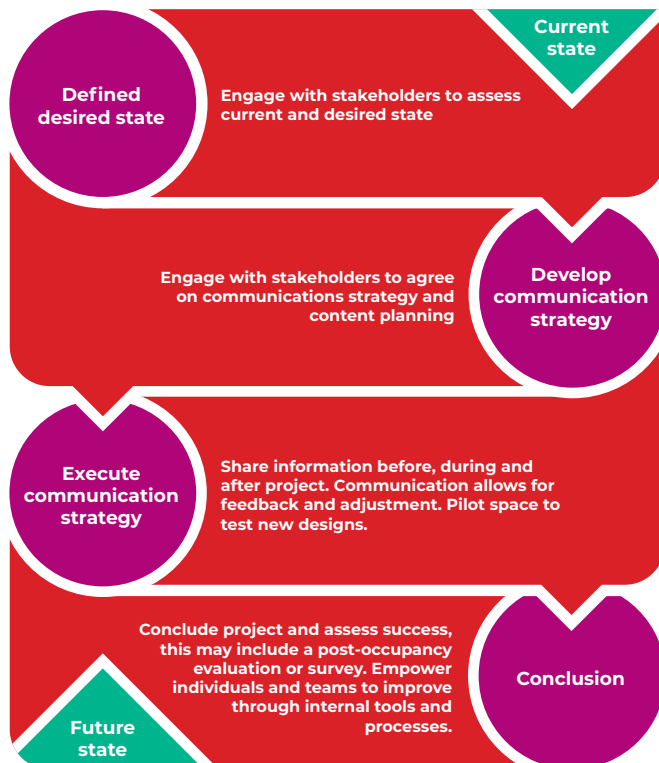 Current
state
Defined
desired state
Engage with stakeholders to assess
current and desired state
Engage with stakeholders to agree
on communications strategy and
content planning
Develop
communication
strategy
Execute
communication
strategy
Share information before, during and
after project. Communication allows for
feedback and adjustment. Pilot space to
test new designs.
Conclude project and assess success,
this may include a post-occupancy
evaluation or survey. Empower
individuals and teams to improve
through internal tools and
processes.
Conclusion
Future
state